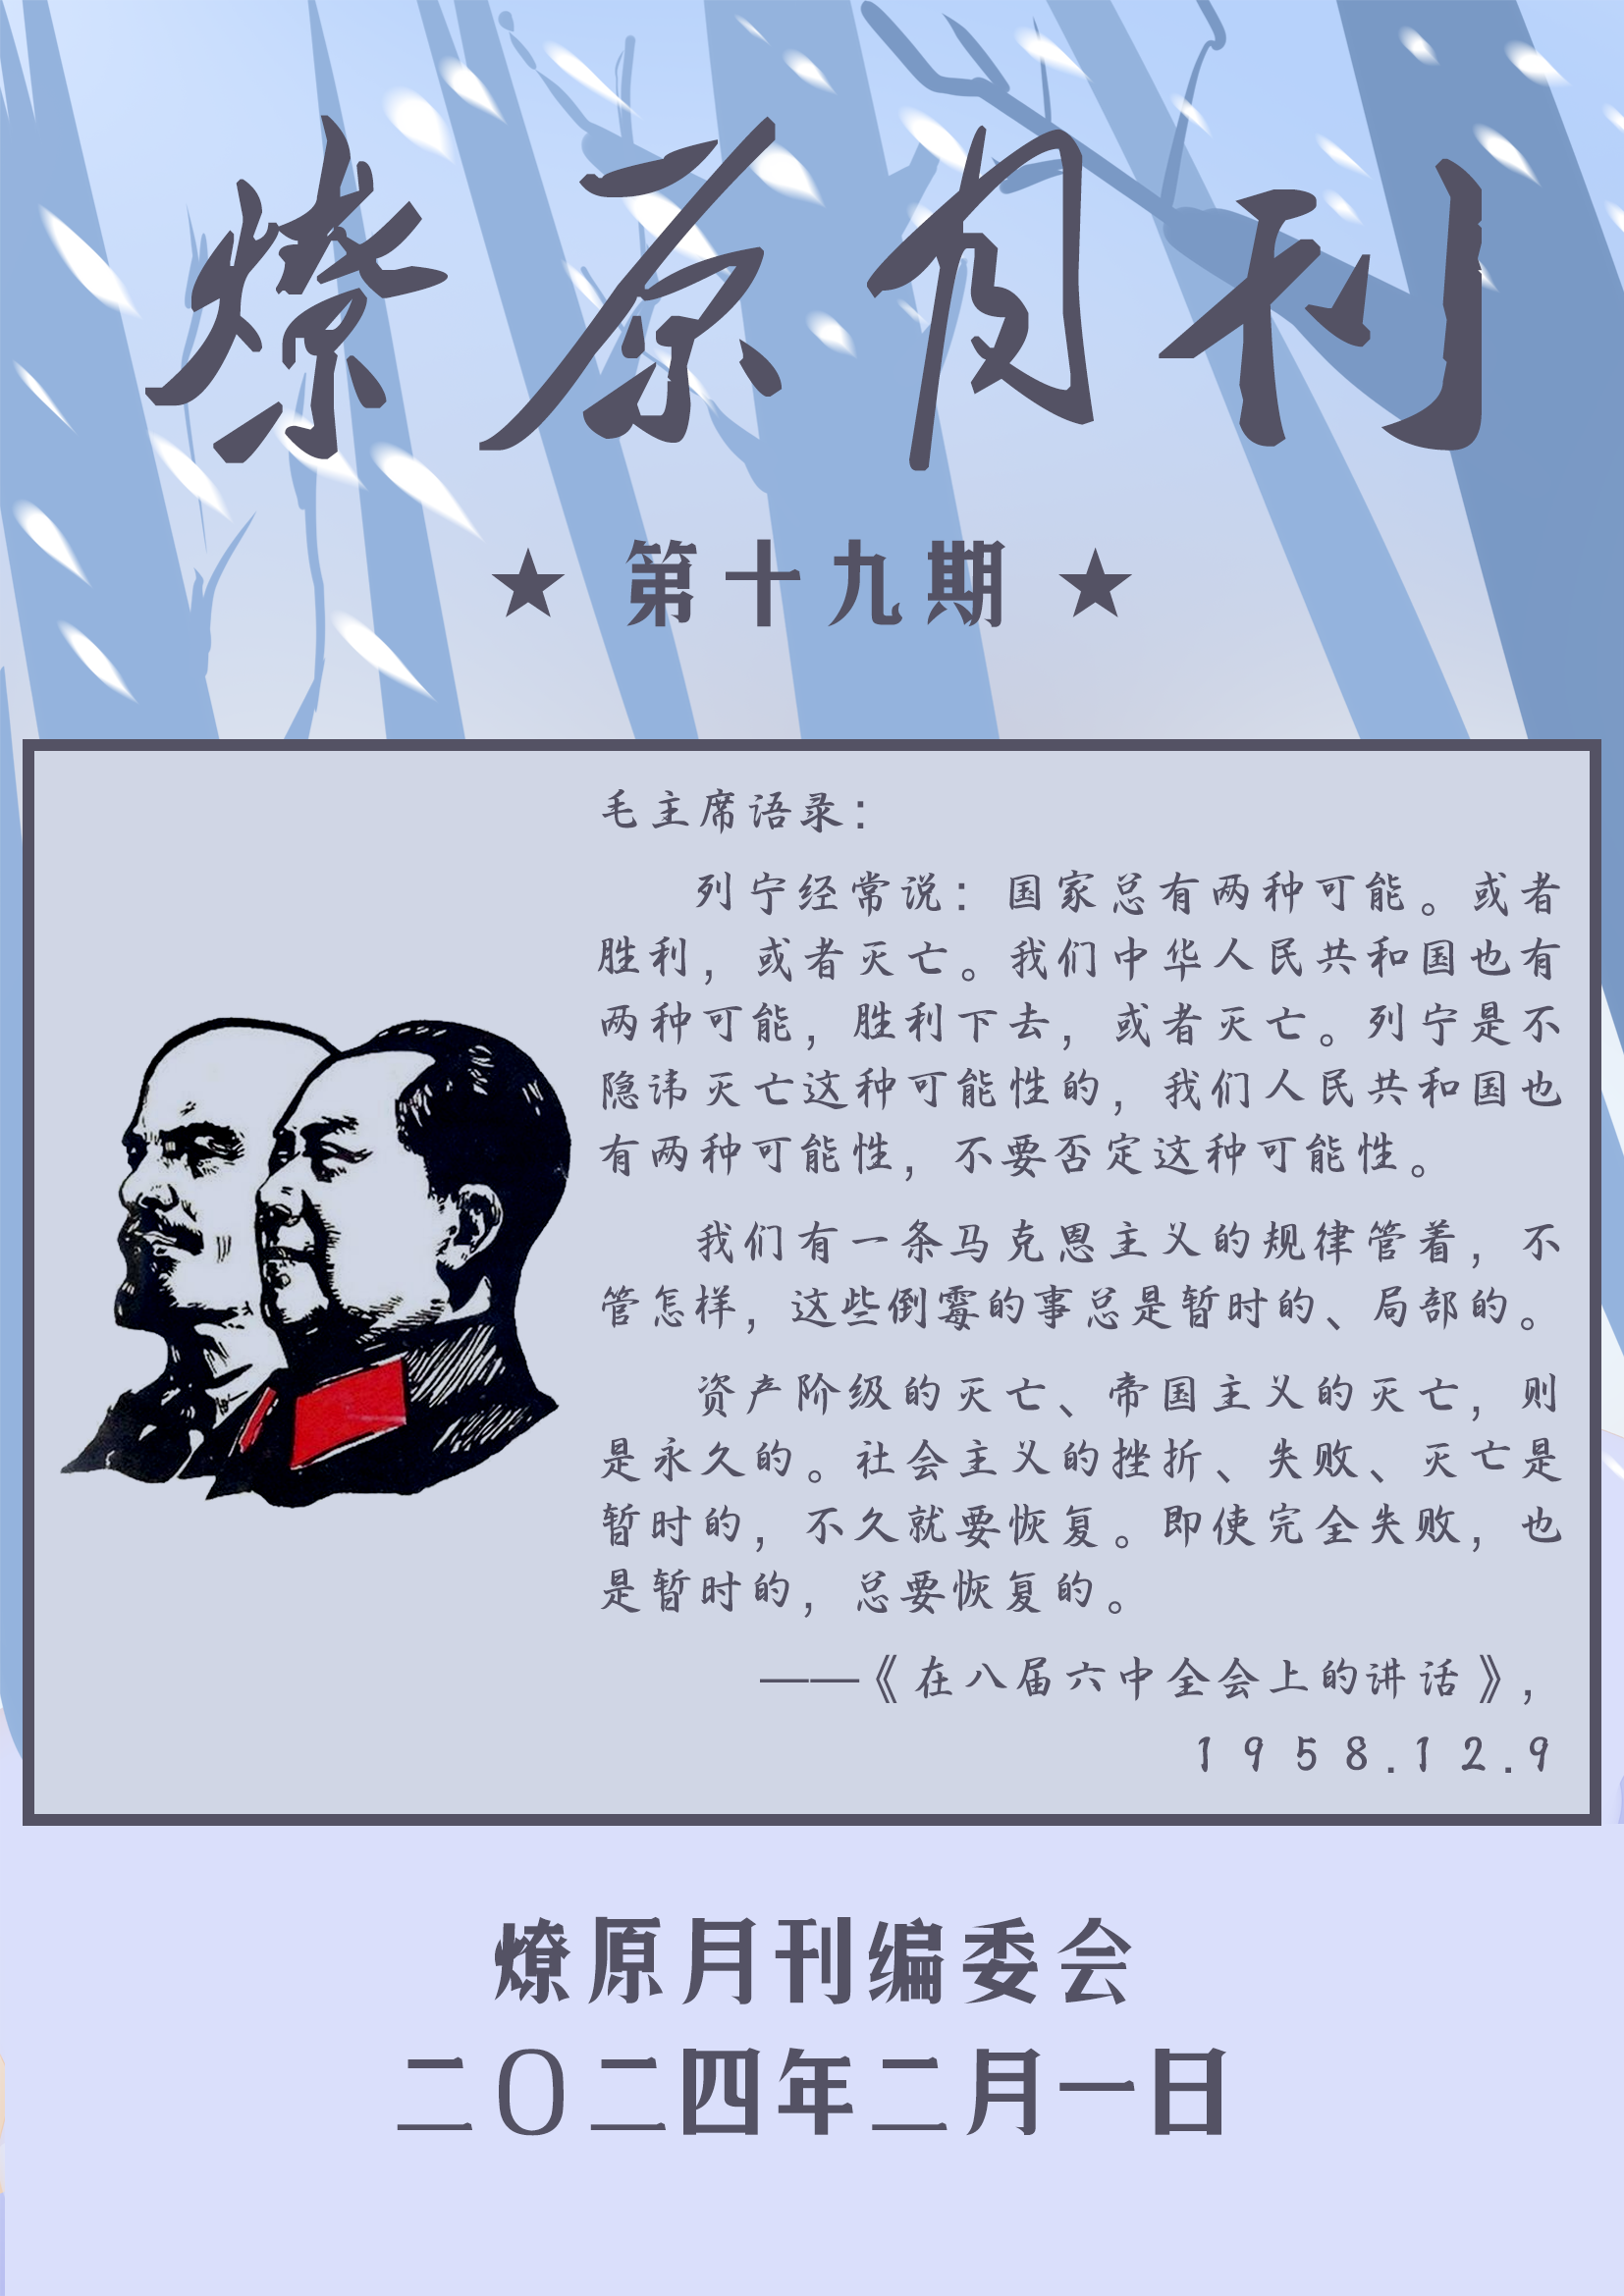 燎原月刊
★ 第十九期 ★
毛主席语录：
列宁经常说：国家总有两种可能。或者
胜利，或者灭亡。我们中华人民共和国也有
两种可能，胜利下去，或者灭亡。列宁是不
隐讳灭亡这种可能性的，我们人民共和国也
有两种可能性，不要否定这种可能性。
我们有一条马克思主义的规律管着，不
管怎样，这些倒霉的事总是暂时的、局部的。
资产阶级的灭亡、帝国主义的灭亡，则
是永久的。社会主义的挫折、失败、灭亡是
暂时的，不久就要恢复。即使完全失败，也
是暂时的，总要恢复的。
——《在八届六中全会上的讲话》，
1958.12.9
燎原月刊编委会
二〇二四年二月一日